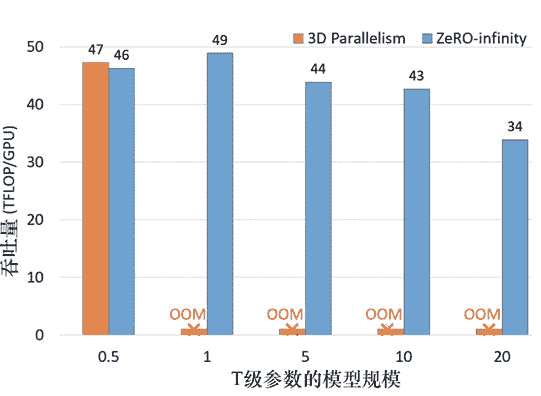 3D Parallelism ZeRO-infinity
50
40
30
20
10
0
吞吐量 (TFLOP/GPU)
47 46
OOM 49
OOM 44
OOM 43
OOM 34
0.5 1 5 10 20
T级参数的模型规模